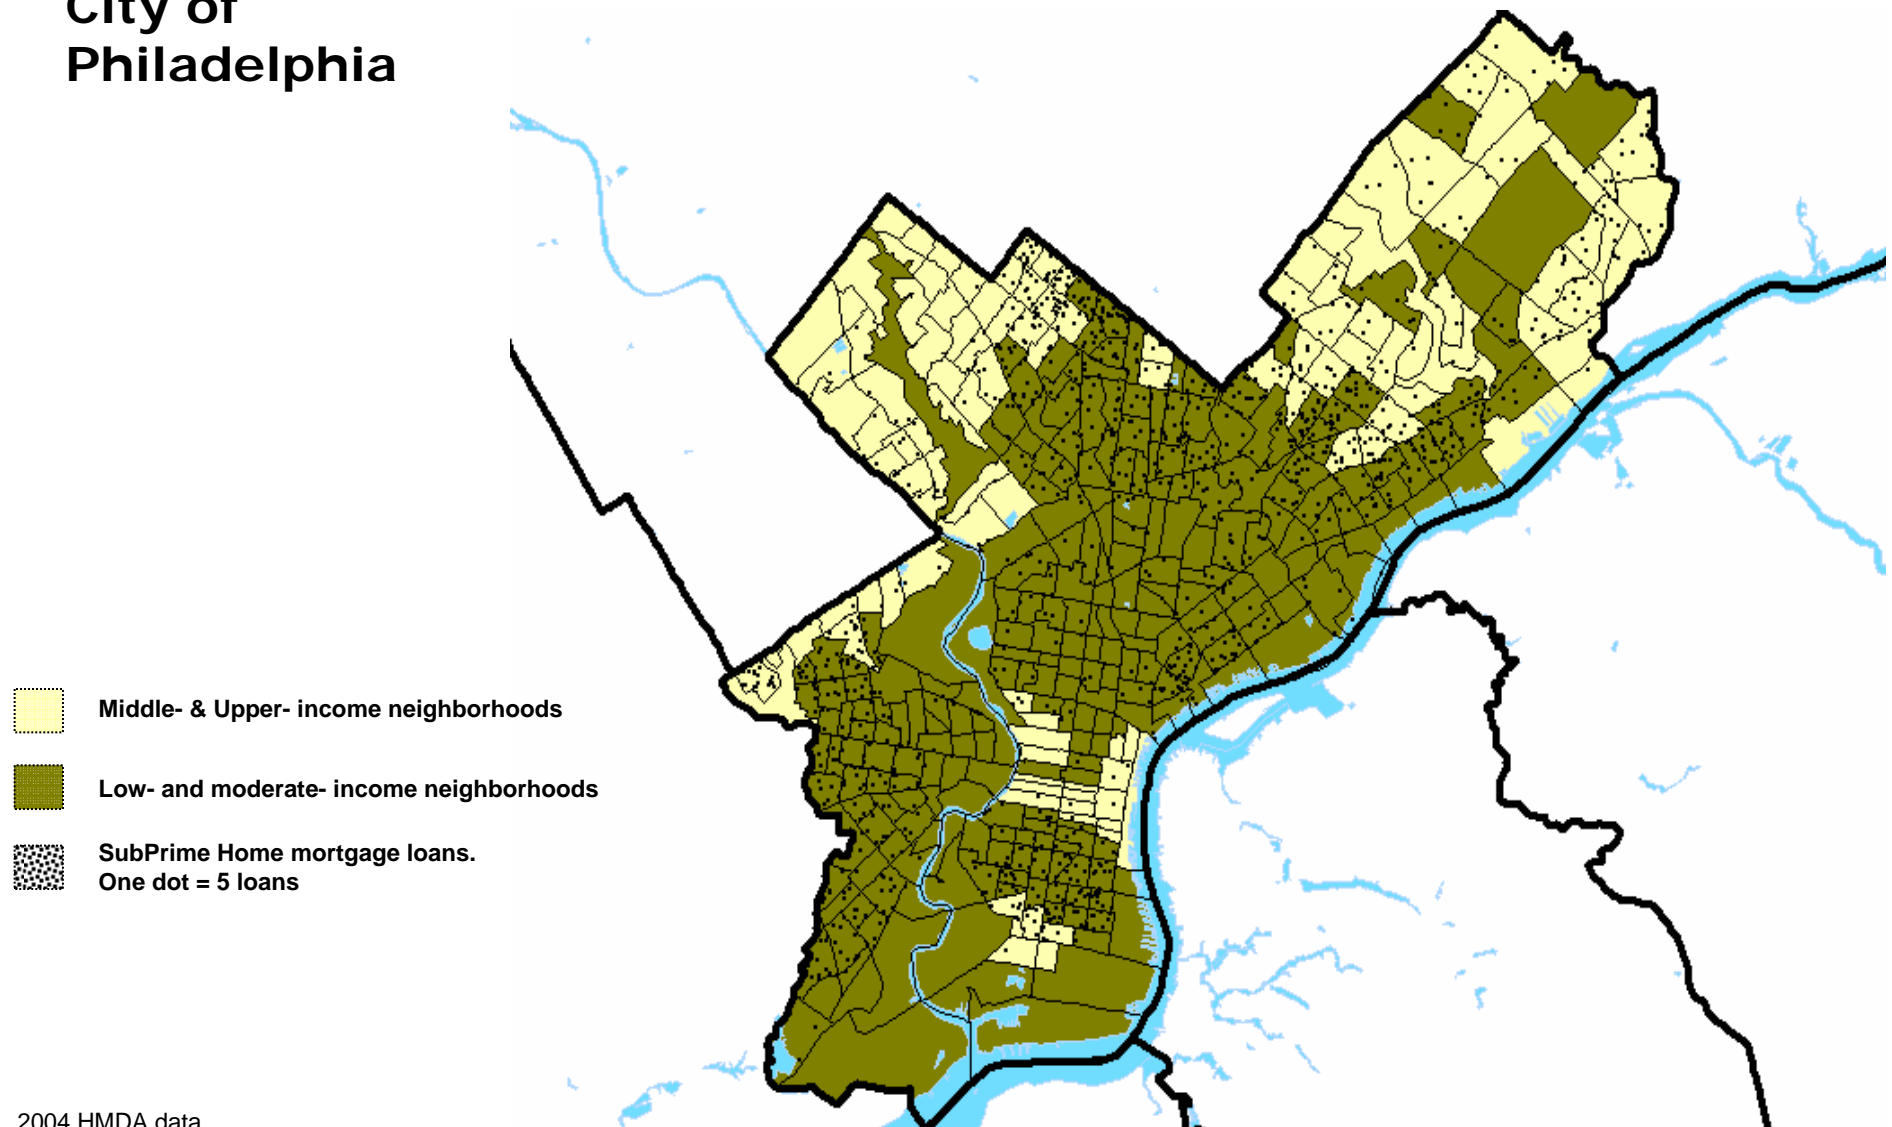 City of
Philadelphia
Middle- & Upper- income neighborhoods
Low- and moderate- income neighborhoods
SubPrime Home mortgage loans.
One dot = 5 loans
2004 HMDA data